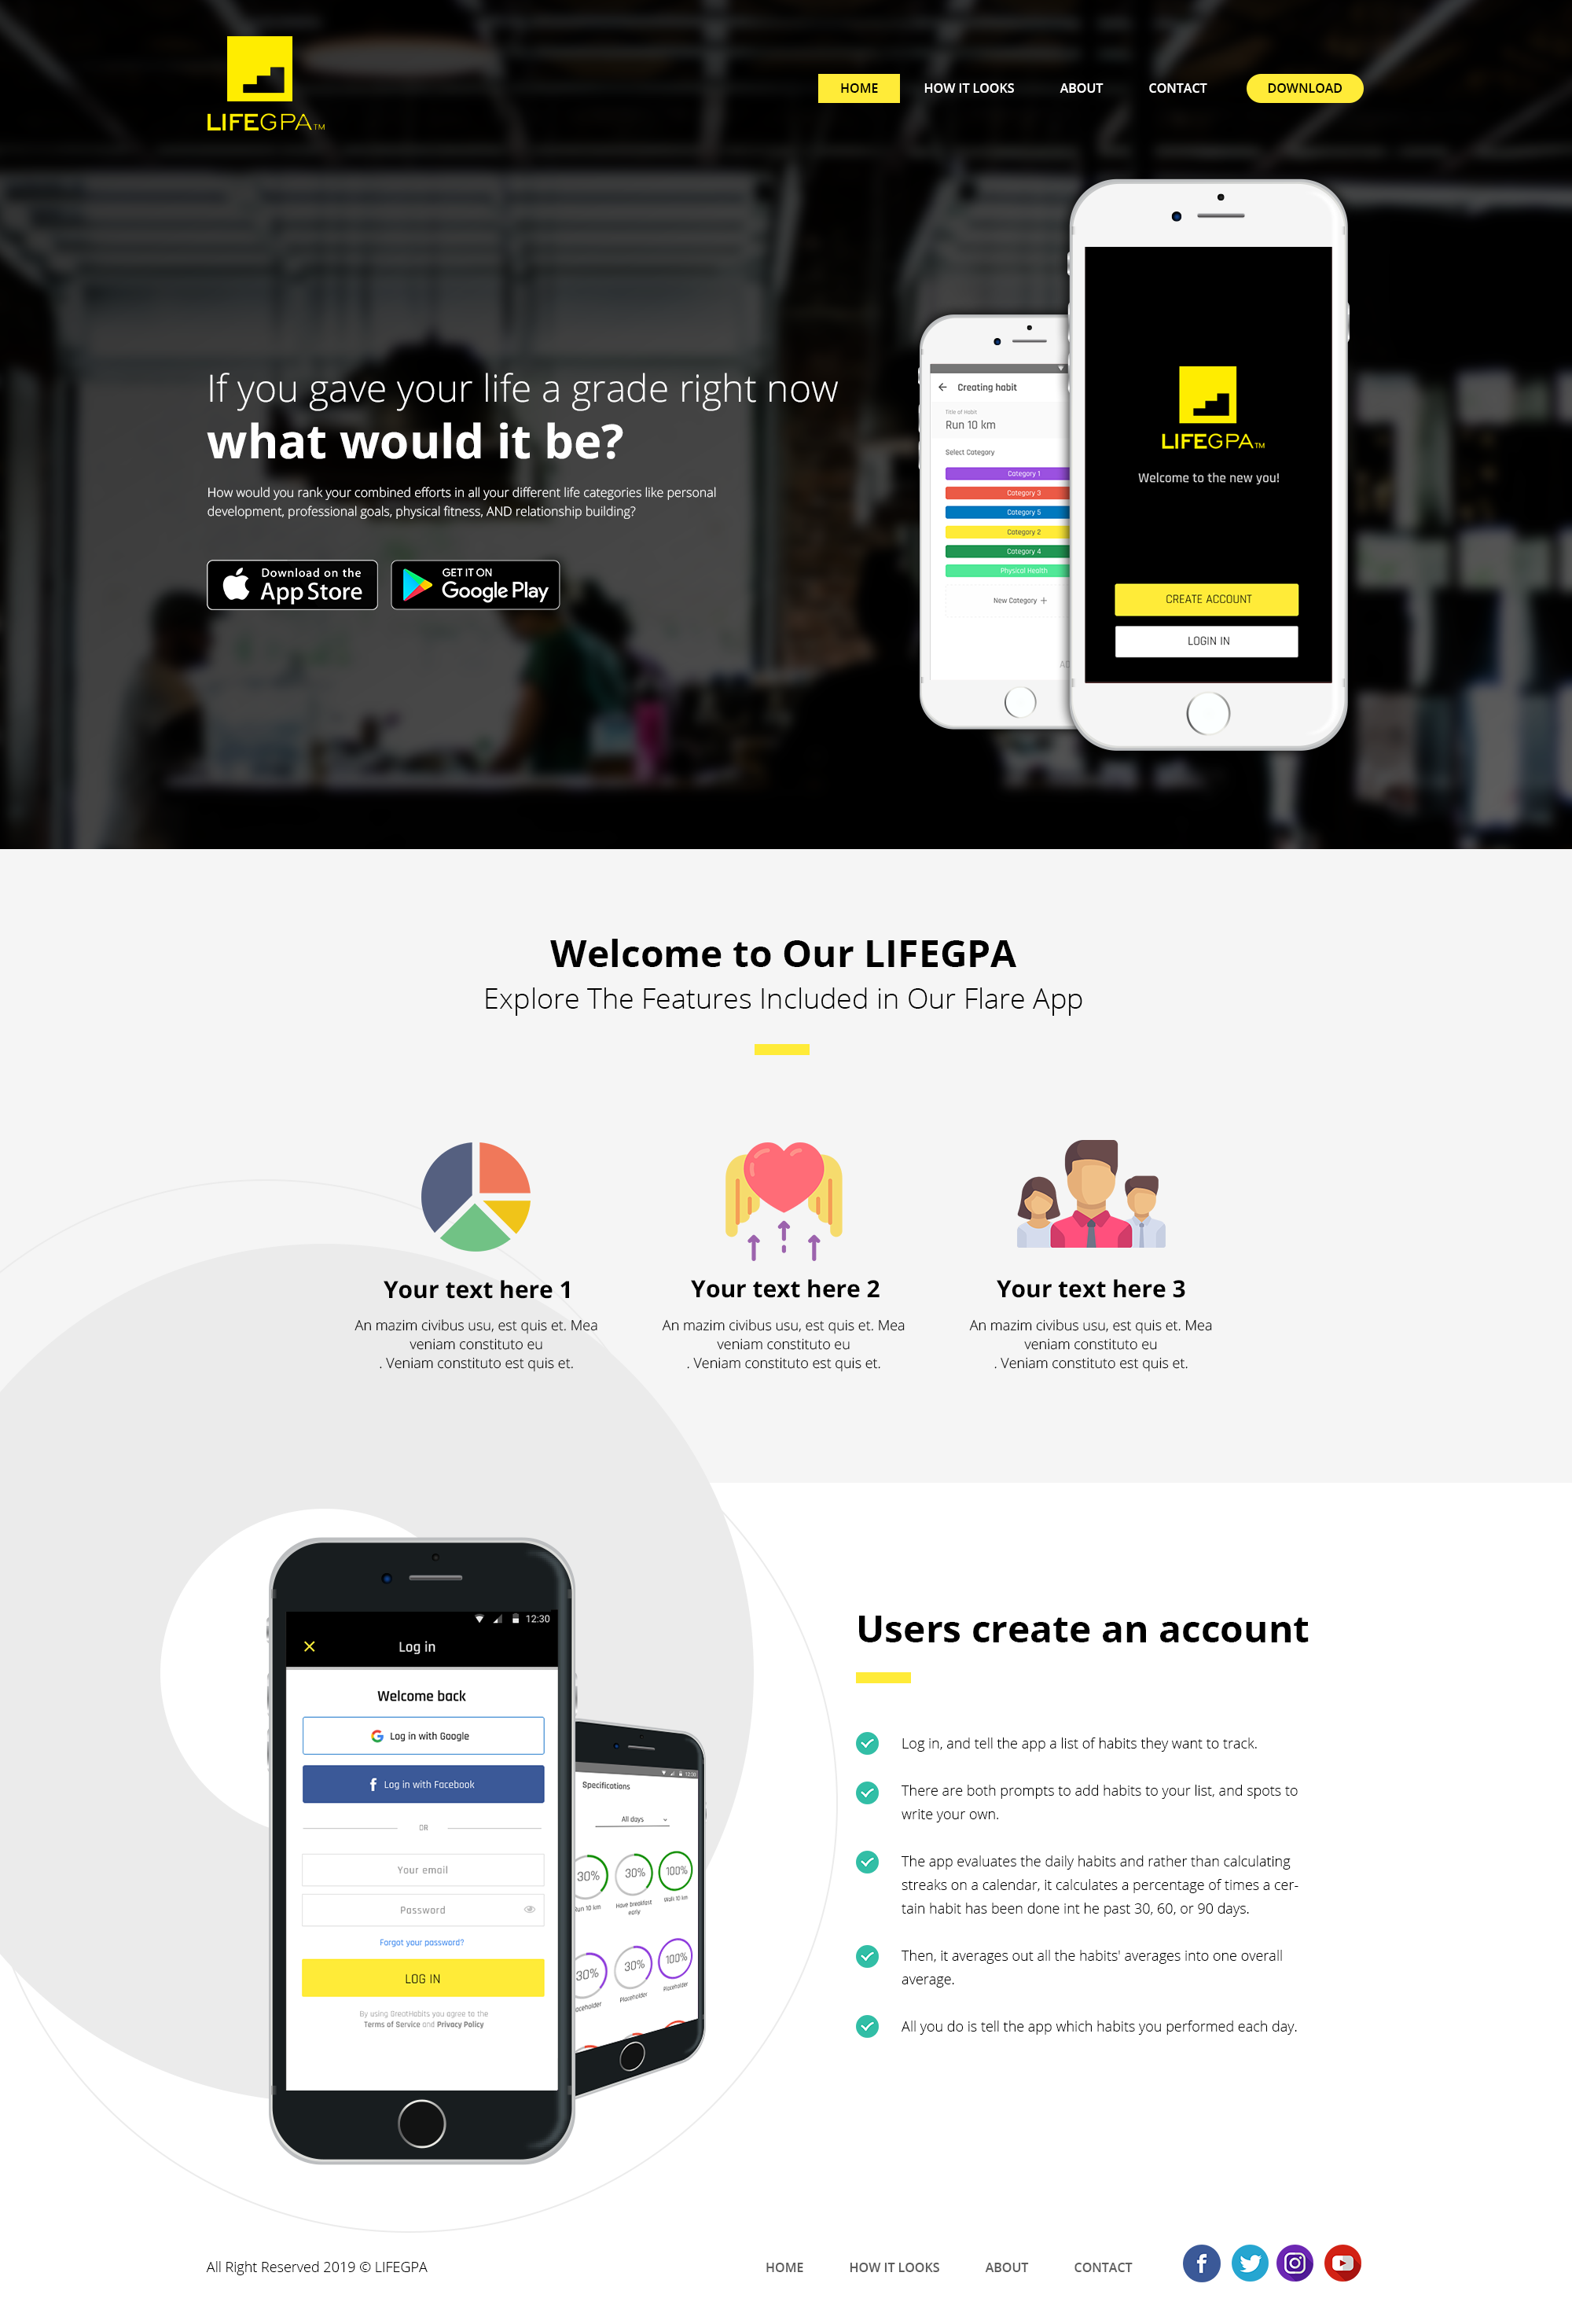 LIFEGPA™
HOME
HOW IT LOOKS
ABOUT
CONTACT
DOWNLOAD
If you gave your life a grade right now
what would it be?
How would you rank your combined efforts in all your different life categories like personal
development, professional goals, physical fitness, AND relationship building?
Download on the
App Store
GET IT ON
Google Play
Creating habit
Title of Habit
Run 10 km
Select Category
Category 1
Category 3
Category 5
Category 2
Category 4
Physical Health
New Category +
LIFEGPA™
Welcome to the new you!
CREATE ACCOUNT
LOGIN IN
Welcome to Our LIFEGPA
Explore The Features Included in Our Flare App
Your text here 1
An mazim civibus usu, est quis et. Mea
veniam constituto eu
. Veniam constituto est quis et.
Your text here 2
An mazim civibus usu, est quis et. Mea
veniam constituto eu
. Veniam constituto est quis et.
Your text here 3
An mazim civibus usu, est quis et. Mea
veniam constituto eu
. Veniam constituto est quis et.
12:30
Log in
Welcome back
Log in with Google
Log in with Facebook
OR
Your email
Password
Forgot your password?
LOG IN
By using GreatHabits you agree to the
Terms of Service and Privacy Policy
12:30
Specifications
All days
30%
30%
100%
Run 10 km
Have breakfast
early
Walk 10 km
30%
30%
100%
aceholder
Placeholder
Placeholder
Users create an account
Log in, and tell the app a list of habits they want to track.
There are both prompts to add habits to your list, and spots to
write your own.
The app evaluates the daily habits and rather than calculating
streaks on a calendar, it calculates a percentage of times a cer-
tain habit has been done int he past 30, 60, or 90 days.
Then, it averages out all the habits' averages into one overall
average.
All you do is tell the app which habits you performed each day.
All Right Reserved 2019 © LIFEGPA
HOME
HOW IT LOOKS
ABOUT
CONTACT